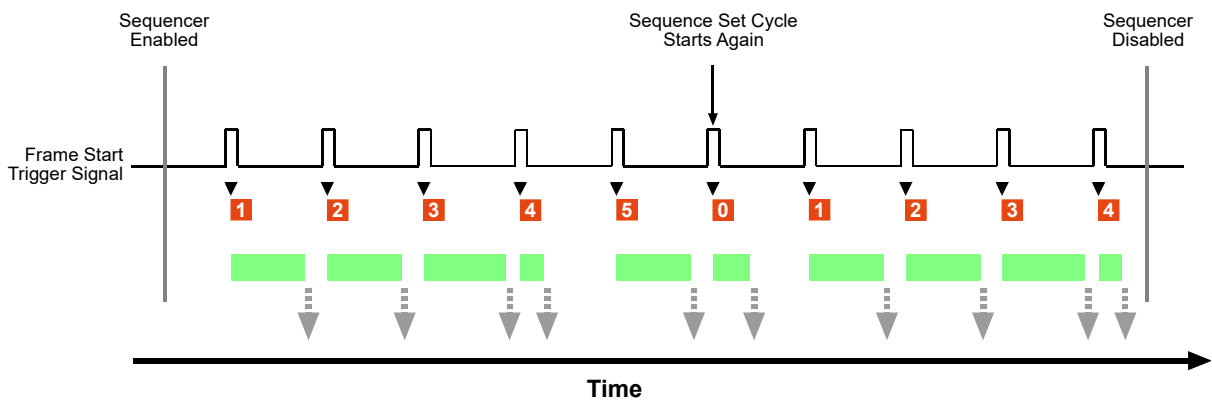 Sequencer
Enabled
Sequence Set Cycle
Starts Again
Sequencer
Disabled
Frame Start
Trigger Signal
1 2 3 4 5 0 1 2 3 4
Time